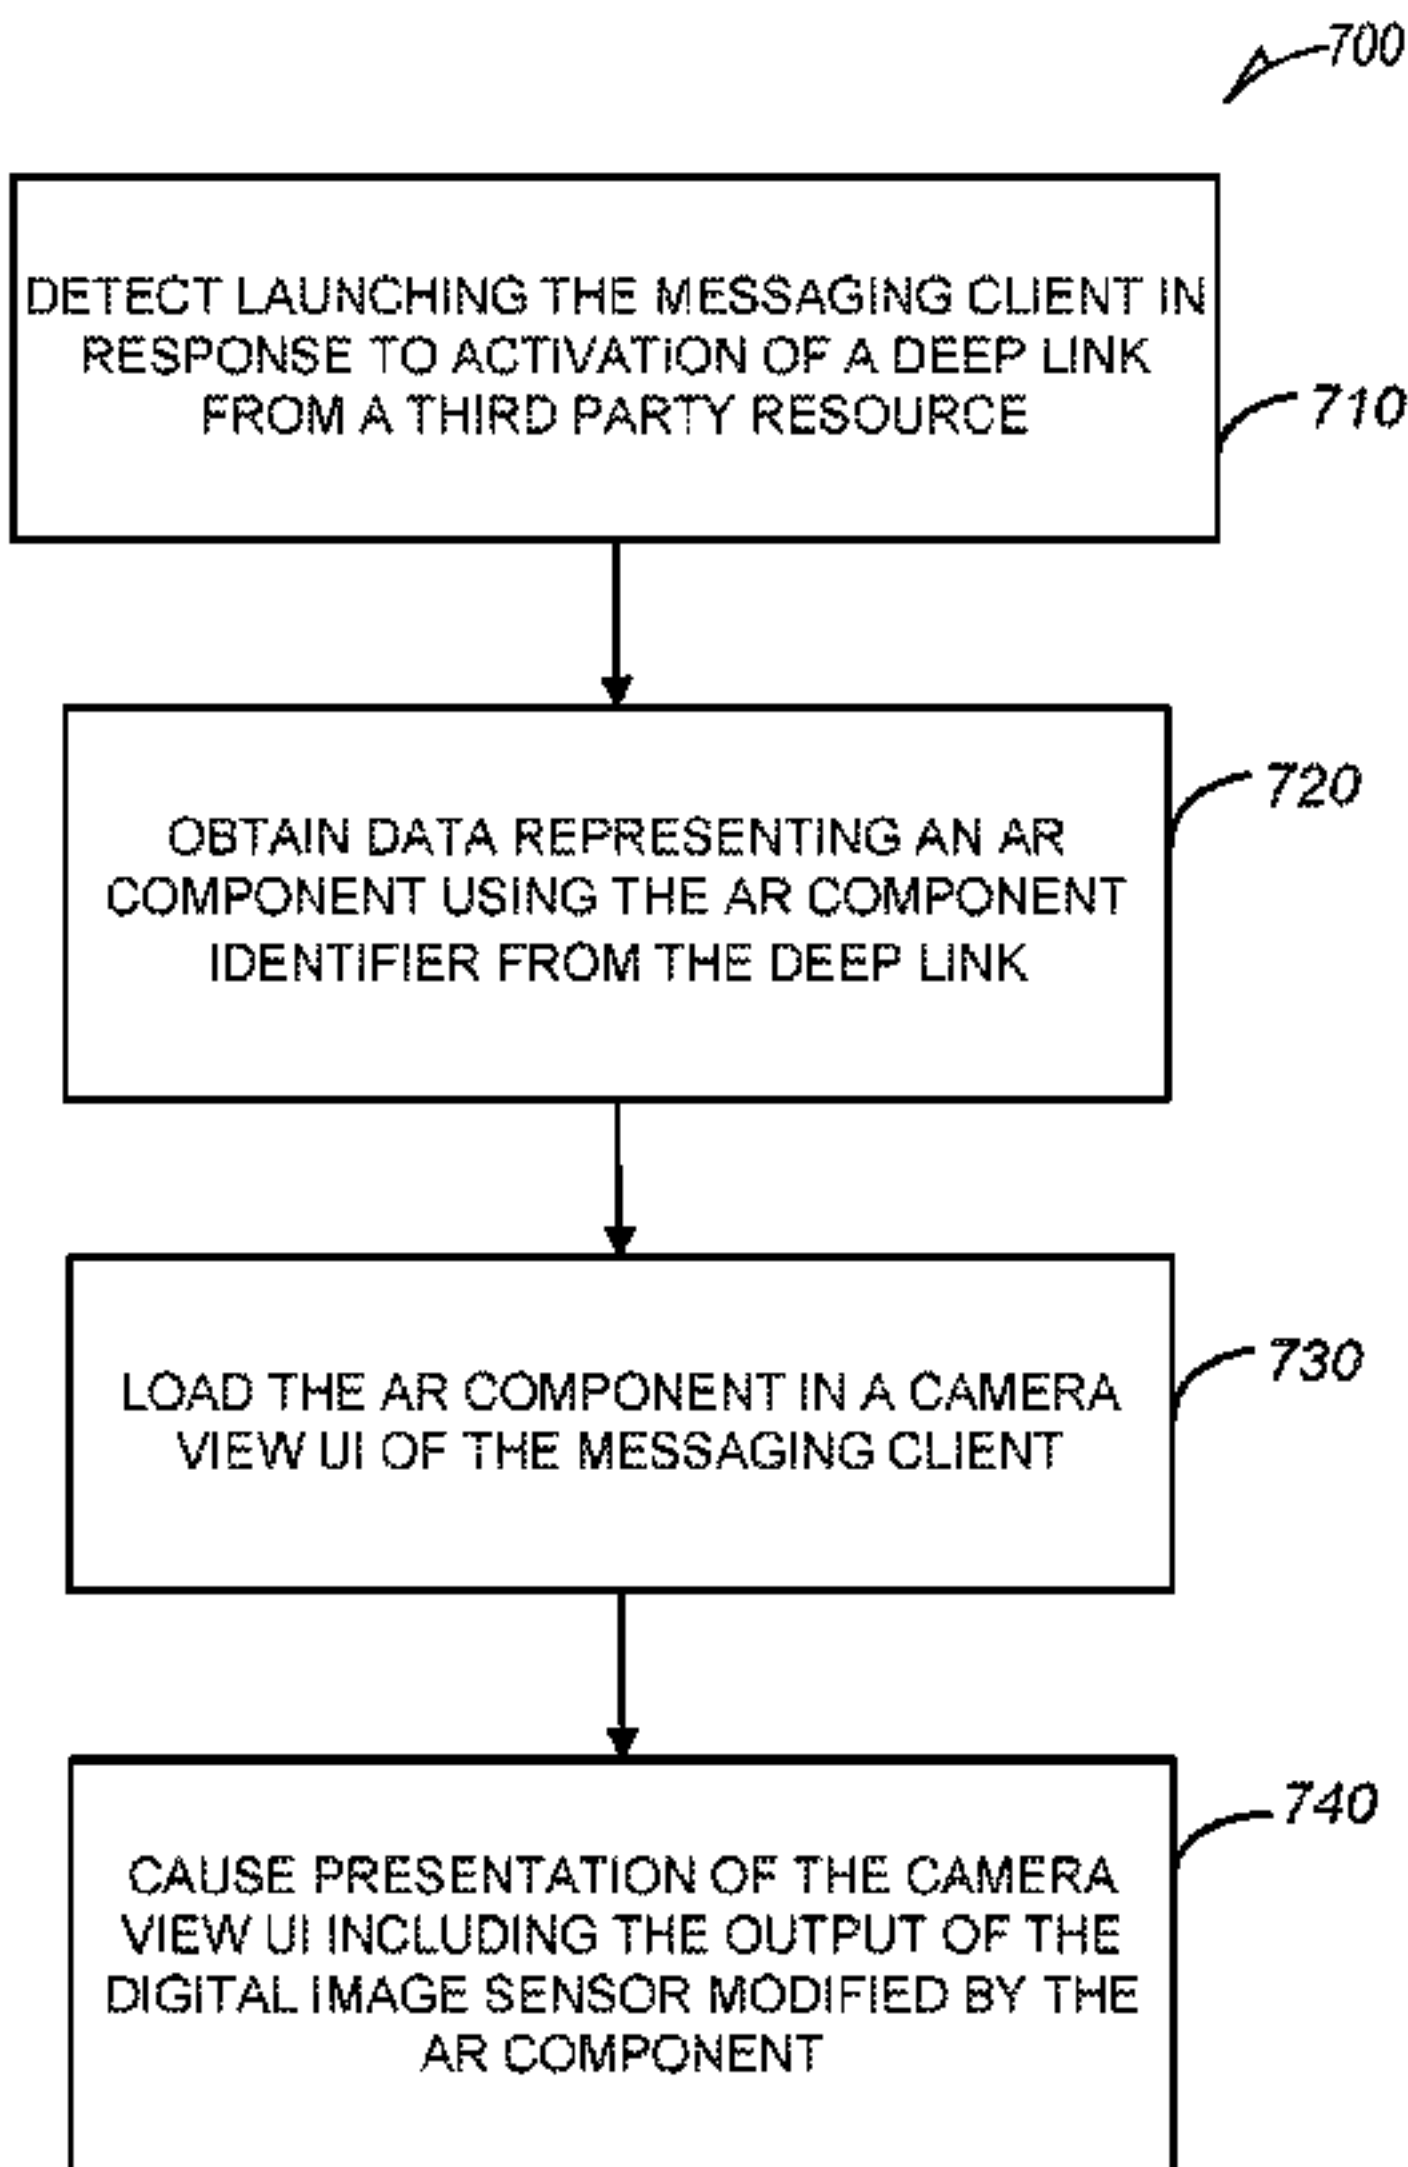 700
DETECT LAUNCHING THE MESSAGING CLIENT IN
RESPONSE TO ACTIVATION OF A DEEP LINK
FROM A THIRD PARTY RESOURCE
710
720
OBTAIN DATA REPRESENTING AN AR
COMPONENT USING THE AR COMPONENT
IDENTIFIER FROM THE DEEP LINK
730
LOAD THE AR COMPONENT IN A CAMERA
VIEW UI OF THE MESSAGING CLIENT
740
CAUSE PRESENTATION OF THE CAMERA
VIEW UI INCLUDING THE OUTPUT OF THE
DIGITAL IMAGE SENSOR MODIFIED BY THE
AR COMPONENT